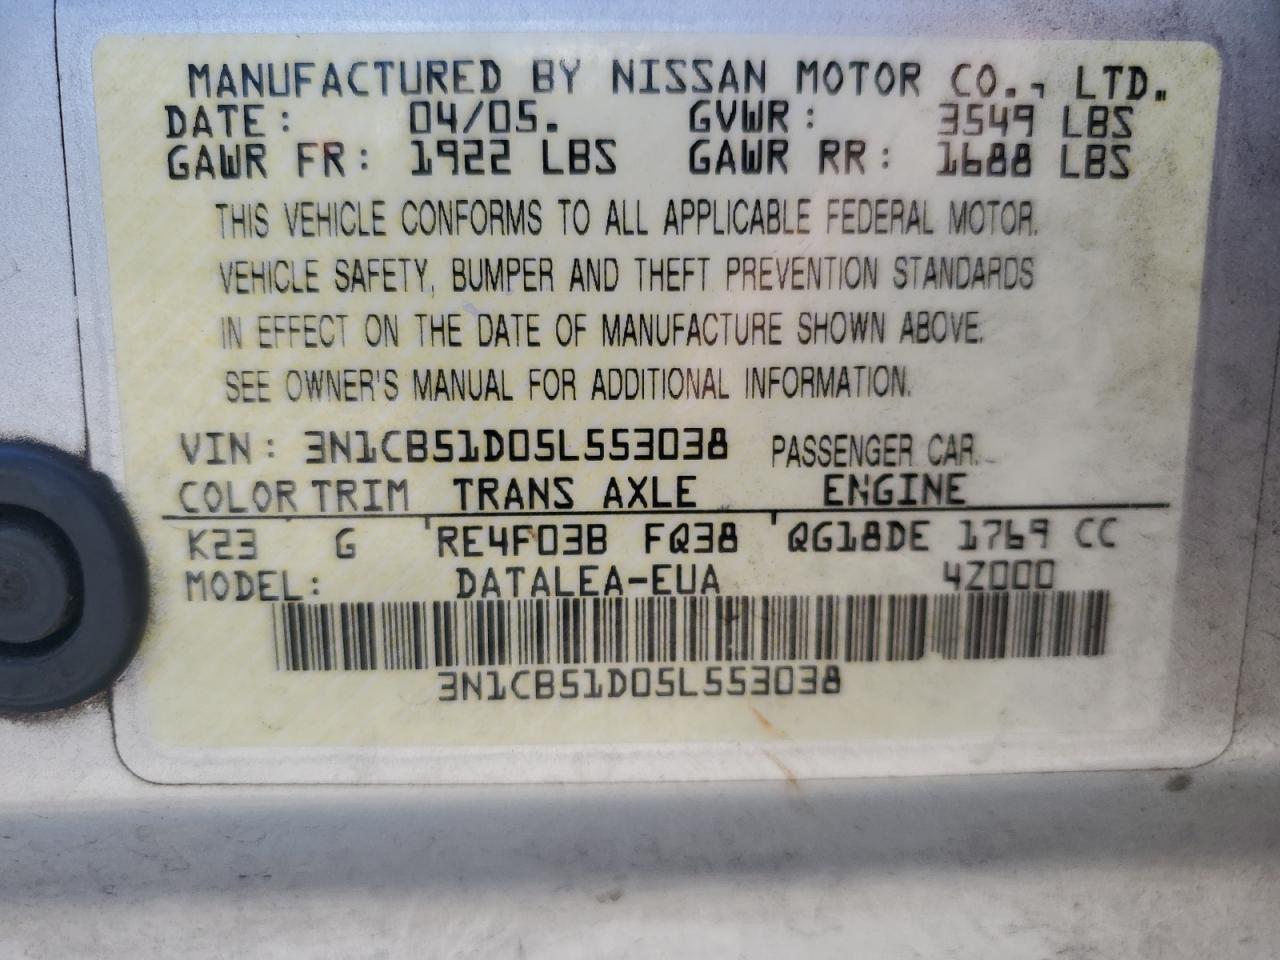 MANUFACTURED BY NISSAN MOTOR CO., LTD.
DATE: 04/05. GVWR: 3549 LBS
GAWR FR: 1922 LBS GAWR RR: 1688 LBS
THIS VEHICLE CONFORMS TO ALL APPLICABLE FEDERAL MOTOR.
VEHICLE SAFETY, BUMPER AND THEFT PREVENTION STANDARDS
IN EFFECT ON THE DATE OF MANUFACTURE SHOWN ABOVE.
SEE OWNER'S MANUAL FOR ADDITIONAL INFORMATION.
VIN: 3N1CB51D05L553038 PASSENGER CAR.
COLOR TRIM TRANS AXLE ENGINE
K23 G RE4F03B FQ38 QG18DE 1769 CC
MODEL: DATALEA-EUA 4Z000
3N1CB51D05L553038